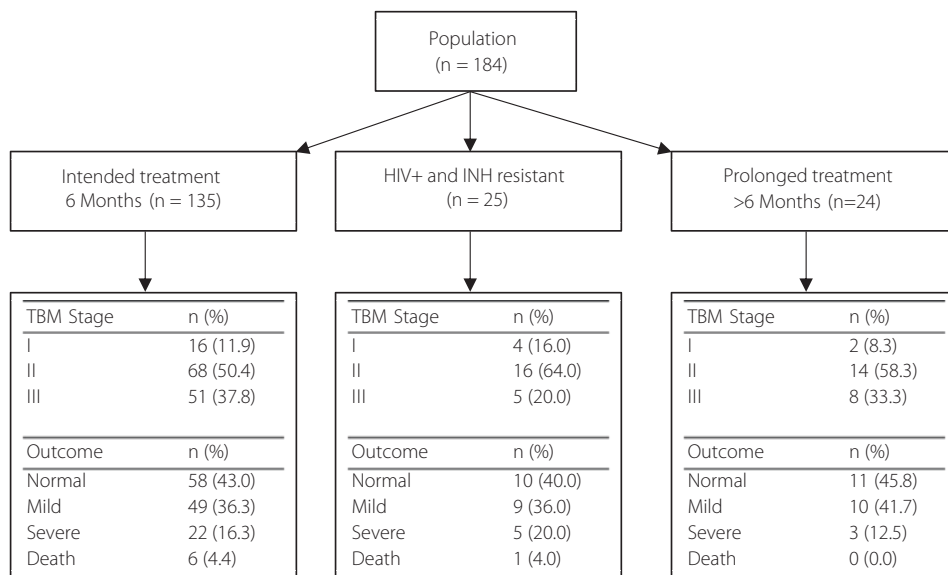 Population
(n = 184)
Intended treatment
6 Months (n = 135)
HIV+ and INH resistant
(n = 25)
Prolonged treatment
>6 Months (n=24)
TBM Stage n (%)
I 16 (11.9)
II 68 (50.4)
III 51 (37.8)
Outcome n (%)
Normal 58 (43.0)
Mild 49 (36.3)
Severe 22 (16.3)
Death 6 (4.4)
TBM Stage n (%)
I 4 (16.0)
II 16 (64.0)
III 5 (20.0)
Outcome n (%)
Normal 10 (40.0)
Mild 9 (36.0)
Severe 5 (20.0)
Death 1 (4.0)
TBM Stage n (%)
I 2 (8.3)
II 14 (58.3)
III 8 (33.3)
Outcome n (%)
Normal 11 (45.8)
Mild 10 (41.7)
Severe 3 (12.5)
Death 0 (0.0)